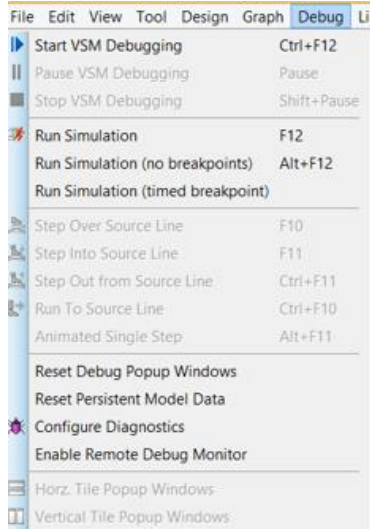 File Edit View Tool Design Graph Debug Li
Start VSM Debugging Ctrl+F12
Pause VSM Debugging Pause
Stop VSM Debugging Shift+Pause
Run Simulation F12
Run Simulation (no breakpoints) Alt+F12
Run Simulation (timed breakpoint)
Step Over Source Line F10
Step Into Source Line F11
Step Out from Source Line Ctrl+F11
Run To Source Line Ctrl+F10
Animated Single Step Alt+F11
Reset Debug Popup Windows
Reset Persistent Model Data
Configure Diagnostics
Enable Remote Debug Monitor
Horz. Tile Popup Windows
Vertical Tile Popup Windows